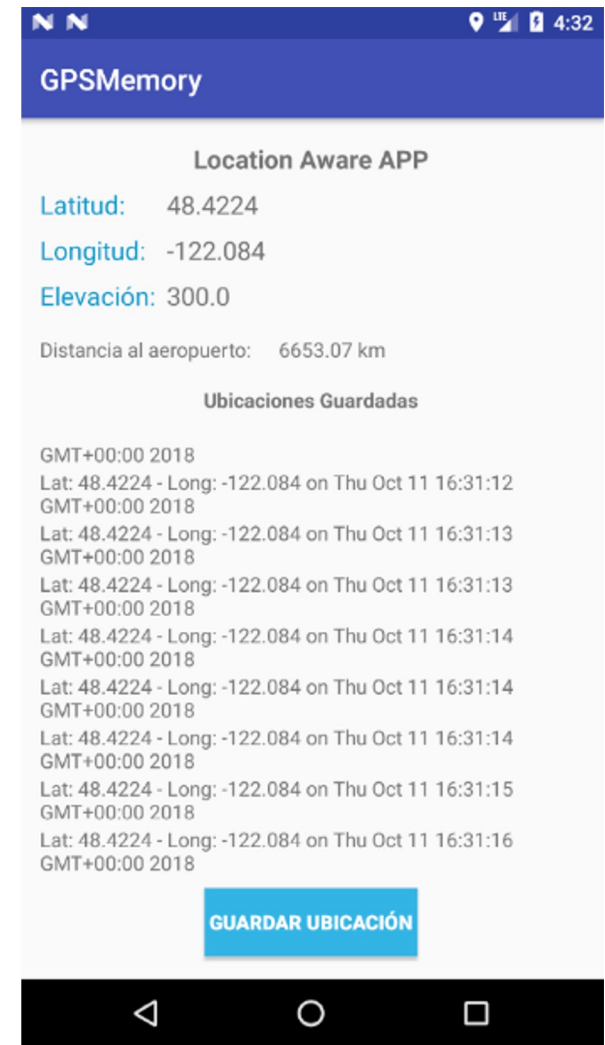 LTE 4:32
GPSMemory
Location Aware APP
Latitud: 48.4224
Longitud: -122.084
Elevación: 300.0
Distancia al aeropuerto: 6653.07 km
Ubicaciones Guardadas
GMT+00:00 2018
Lat: 48.4224 - Long: -122.084 on Thu Oct 11 16:31:12
GMT+00:00 2018
Lat: 48.4224 - Long: -122.084 on Thu Oct 11 16:31:13
GMT+00:00 2018
Lat: 48.4224 - Long: -122.084 on Thu Oct 11 16:31:13
GMT+00:00 2018
Lat: 48.4224 - Long: -122.084 on Thu Oct 11 16:31:14
GMT+00:00 2018
Lat: 48.4224 - Long: -122.084 on Thu Oct 11 16:31:14
GMT+00:00 2018
Lat: 48.4224 - Long: -122.084 on Thu Oct 11 16:31:14
GMT+00:00 2018
Lat: 48.4224 - Long: -122.084 on Thu Oct 11 16:31:15
GMT+00:00 2018
Lat: 48.4224 - Long: -122.084 on Thu Oct 11 16:31:16
GMT+00:00 2018
GUARDAR UBICACIÓN